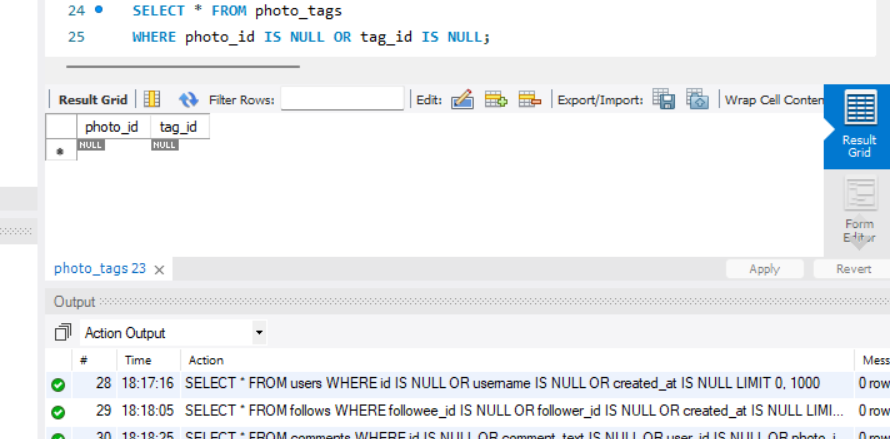 24 SELECT * FROM photo_tags
25 WHERE photo_id IS NULL OR tag_id IS NULL;
Result Grid Filter Rows: Edit: Export/Import: Wrap Cell Conten
photo_id tag_id
* NULL NULL
Result
Grid
Form
Editor
photo_tags 23 × Apply Revert
Output
Action Output
# Time Action Mess
28 18:17:16 SELECT * FROM users WHERE id IS NULL OR username IS NULL OR created_at IS NULL LIMIT 0, 1000 0 row
29 18:18:05 SELECT * FROM follows WHERE followee_id IS NULL OR follower_id IS NULL OR created_at IS NULL LIMI... 0 row
30 18:18:25 SELECT * FROM comments WHERE id IS NULL OR comment_text IS NULL OR user_id IS NULL OR photo_i... 0 row